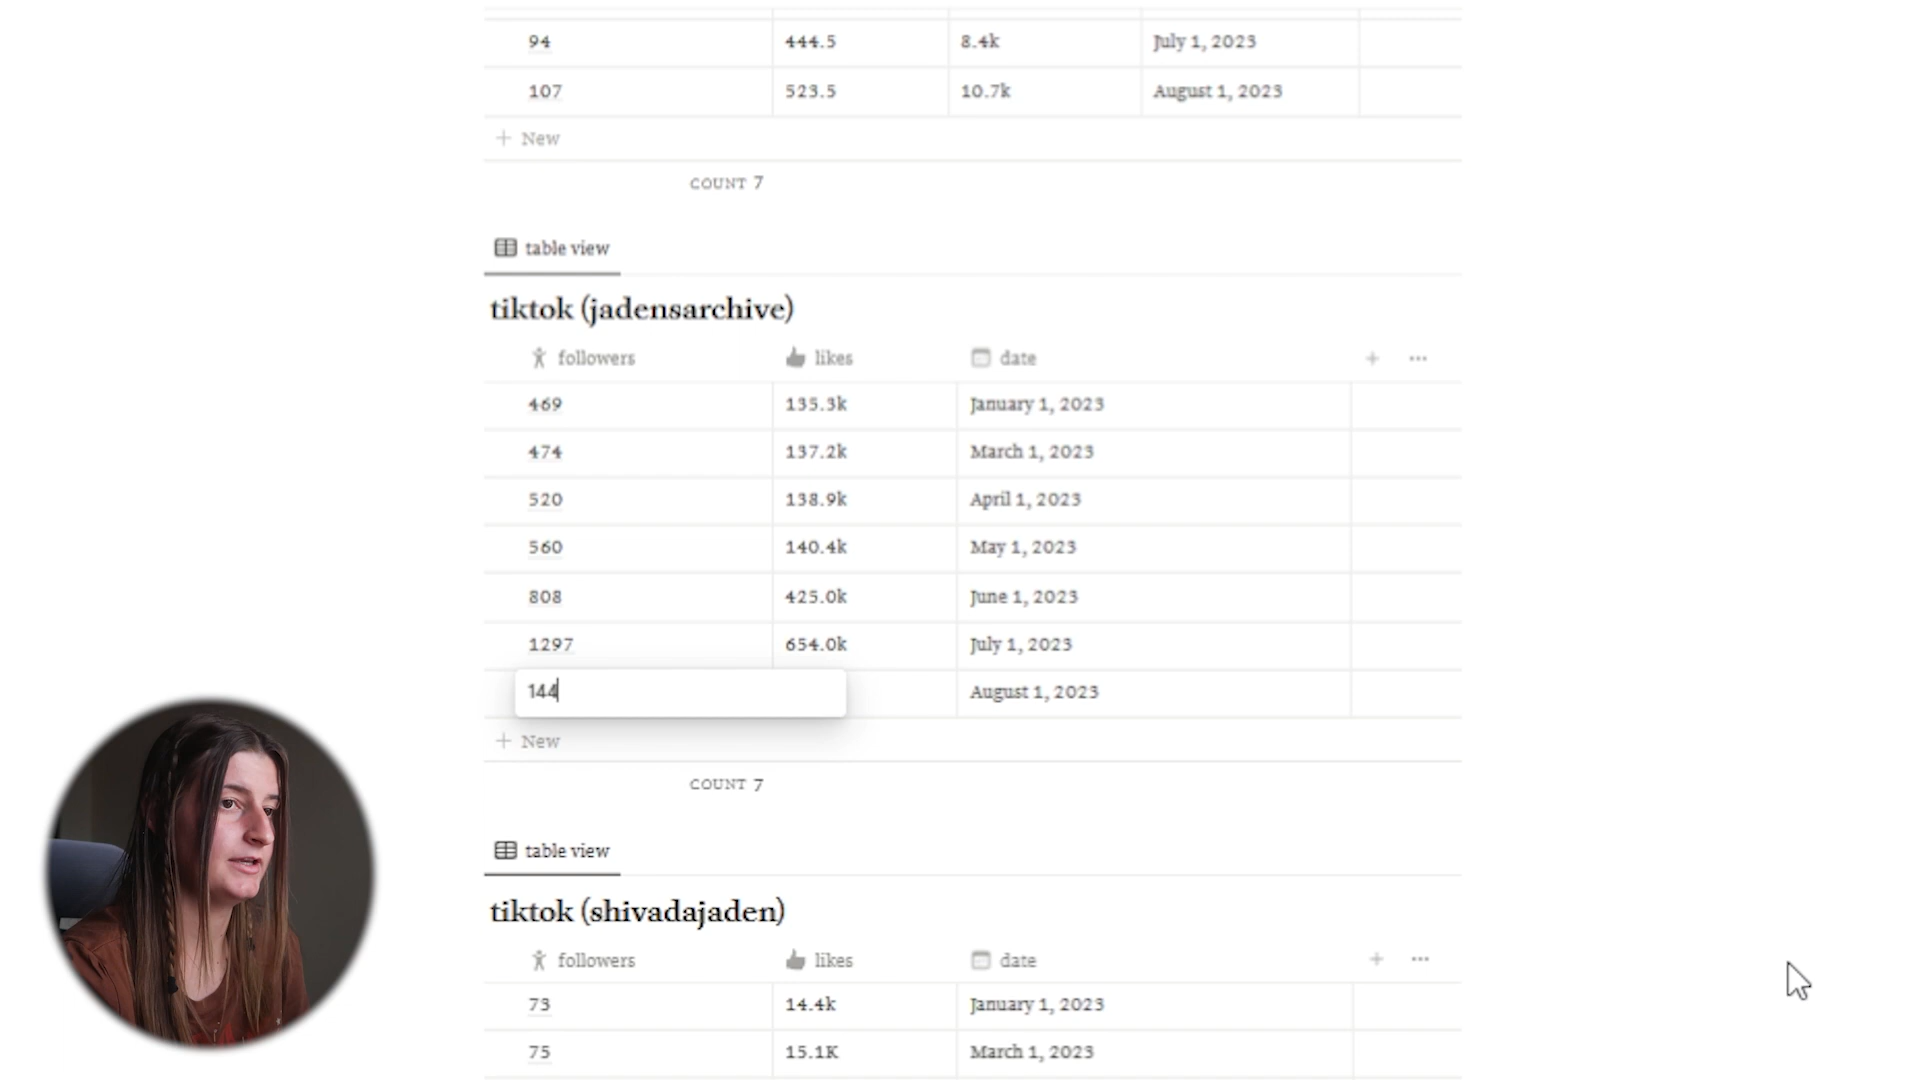 94 444.5 8.4k July 1, 2023
107 523.5 10.7k August 1, 2023
+ New
COUNT 7
table view
tiktok (jadensarchive)
followers likes date + ...
469 135.3k January 1, 2023
474 137.2k March 1, 2023
520 138.9k April 1, 2023
560 140.4k May 1, 2023
808 425.0k June 1, 2023
1297 654.0k July 1, 2023
144 August 1, 2023
+ New
COUNT 7
table view
tiktok (shivadajaden)
followers likes date + ...
73 14.4k January 1, 2023
75 15.1K March 1, 2023